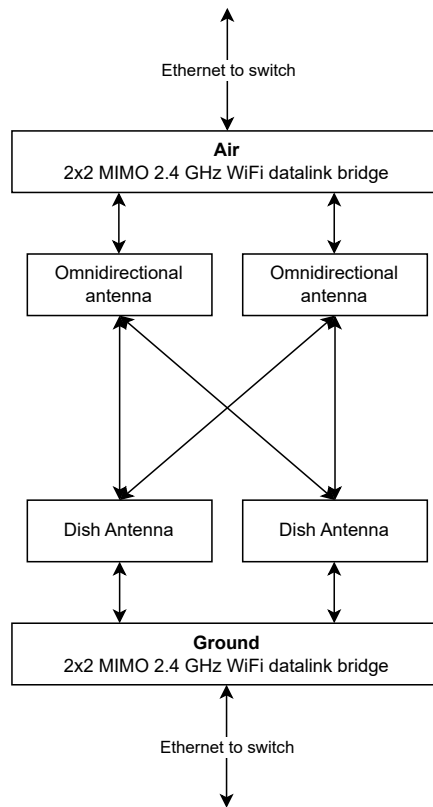 Ethernet to switch
Air
2x2 MIMO 2.4 GHz WiFi datalink bridge
Omnidirectional
antenna
Omnidirectional
antenna
Dish Antenna
Dish Antenna
Ground
2x2 MIMO 2.4 GHz WiFi datalink bridge
Ethernet to switch